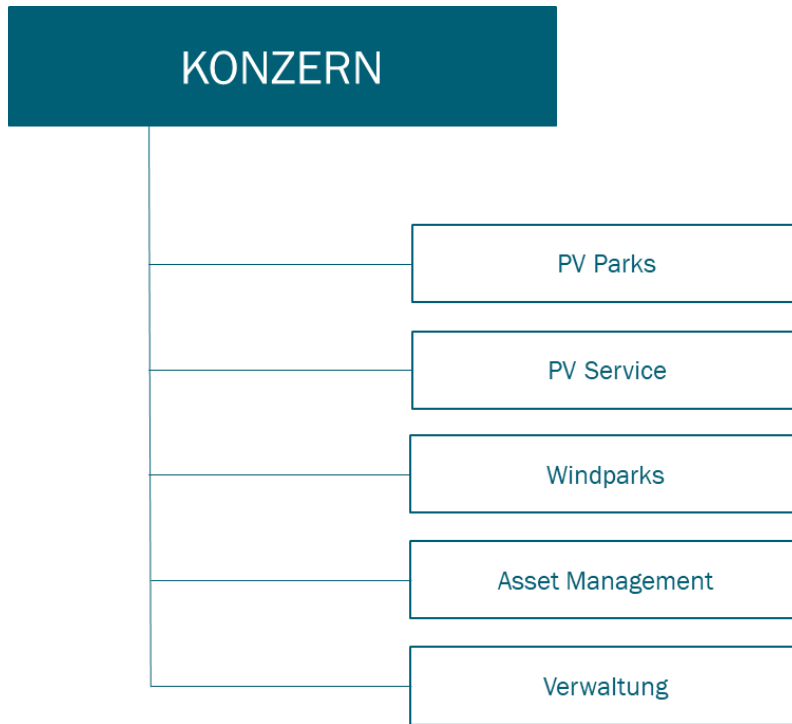 KONZERN
PV Parks
PV Service
Windparks
Asset Management
Verwaltung